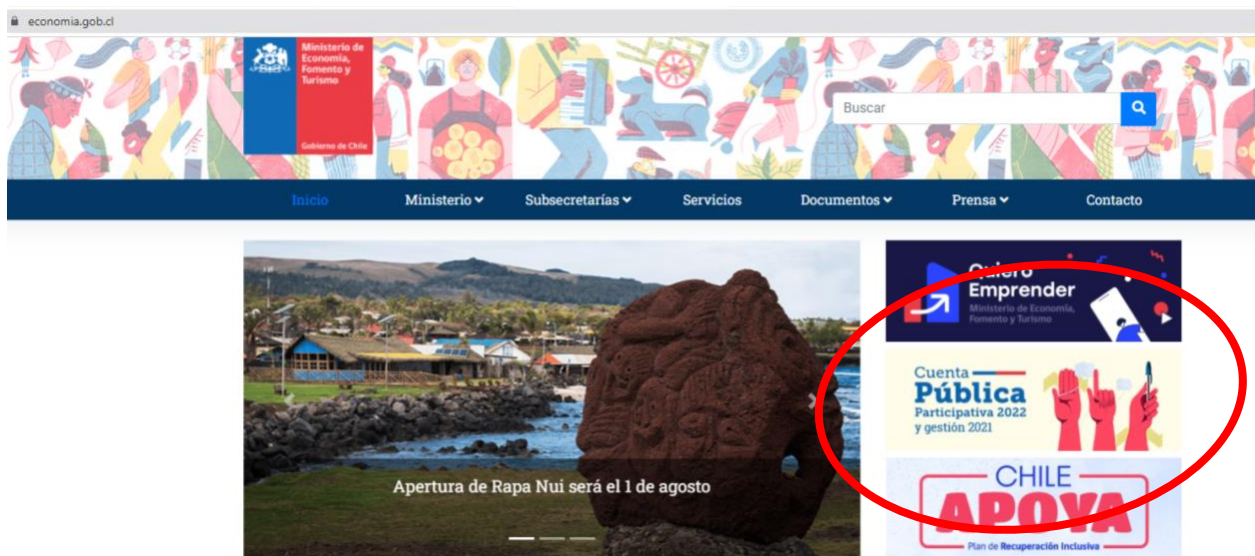 economia.gob.cl
Ministerio de
Economía,
Fomento y
Turismo
Gobierno de Chile
Buscar
Inicio
Ministerio
Subsecretarías
Servicios
Documentos
Prensa
Contacto
Quiero
Emprender
Ministerio de Economía,
Fomento y Turismo
Cuenta
Pública
Participativa 2022
y gestión 2021
Apertura de Rapa Nui será el 1 de agosto
CHILE
APOYA
Plan de Recuperación Inclusiva